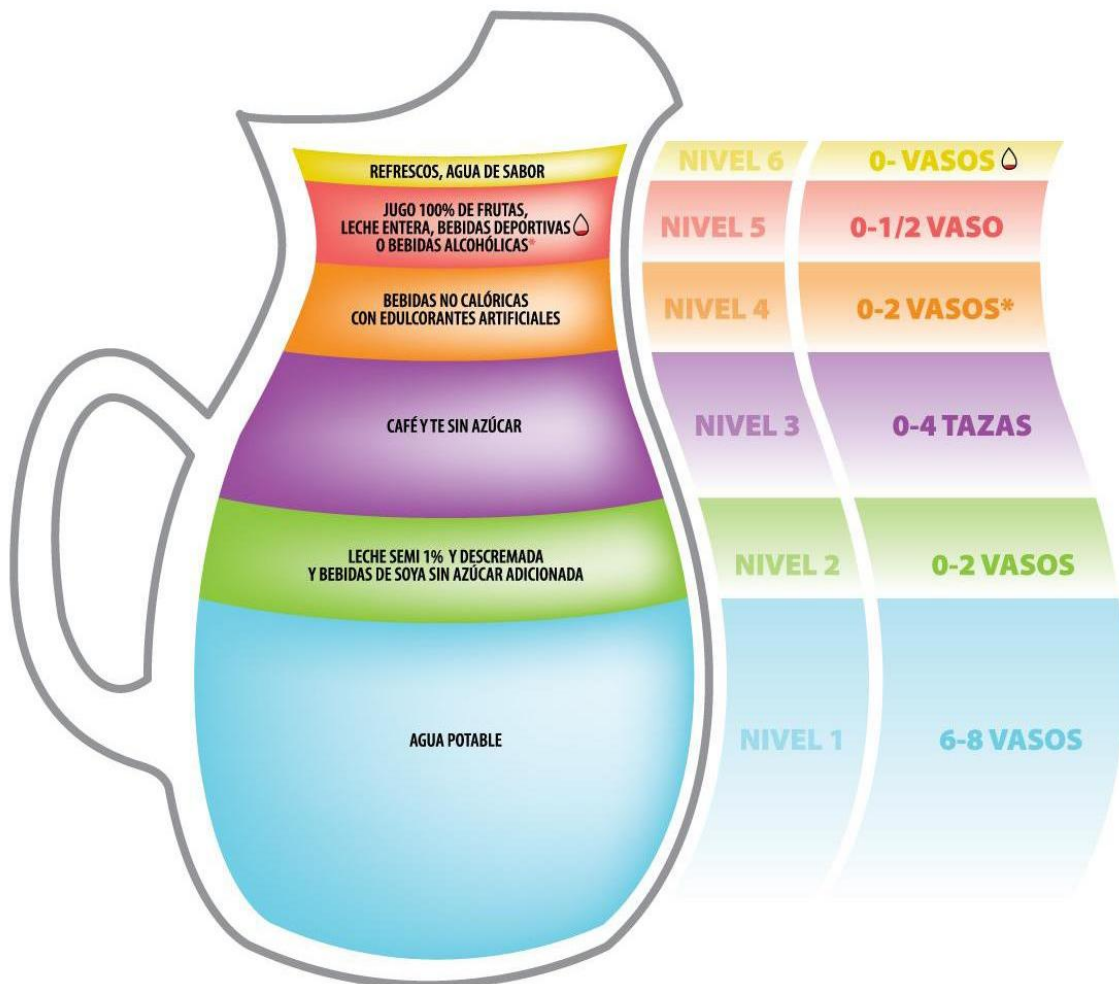 REFRESCOS, AGUA DE SABOR
NIVEL 6
0- VASOS
JUGO 100% DE FRUTAS,
LECHE ENTERA, BEBIDAS DEPORTIVAS
O BEBIDAS ALCOHÓLICAS*
NIVEL 5
0-1/2 VASO
BEBIDAS NO CALÓRICAS
CON EDULCORANTES ARTIFICIALES
NIVEL 4
0-2 VASOS*
CAFÉ Y TE SIN AZÚCAR
NIVEL 3
0-4 TAZAS
LECHE SEMI 1% Y DESCREMADA
Y BEBIDAS DE SOYA SIN AZÚCAR ADICIONADA
NIVEL 2
0-2 VASOS
AGUA POTABLE
NIVEL 1
6-8 VASOS